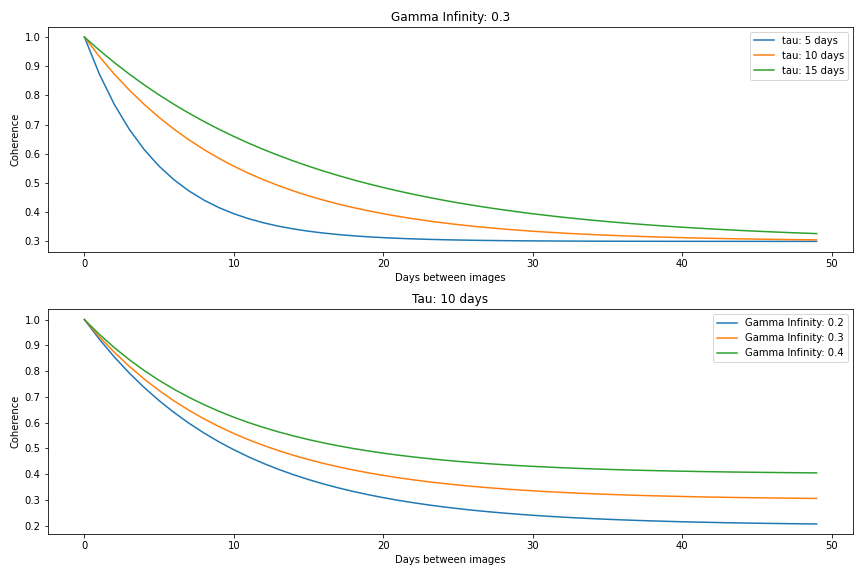 Gamma Infinity: 0.3
1.0
0.9
0.8
0.7
0.6
0.5
0.4
0.3
Coherence
tau: 5 days
tau: 10 days
tau: 15 days
0 10 20 30 40 50
Days between images
Tau: 10 days
1.0
0.9
0.8
0.7
0.6
0.5
0.4
0.3
0.2
Coherence
Gamma Infinity: 0.2
Gamma Infinity: 0.3
Gamma Infinity: 0.4
0 10 20 30 40 50
Days between images